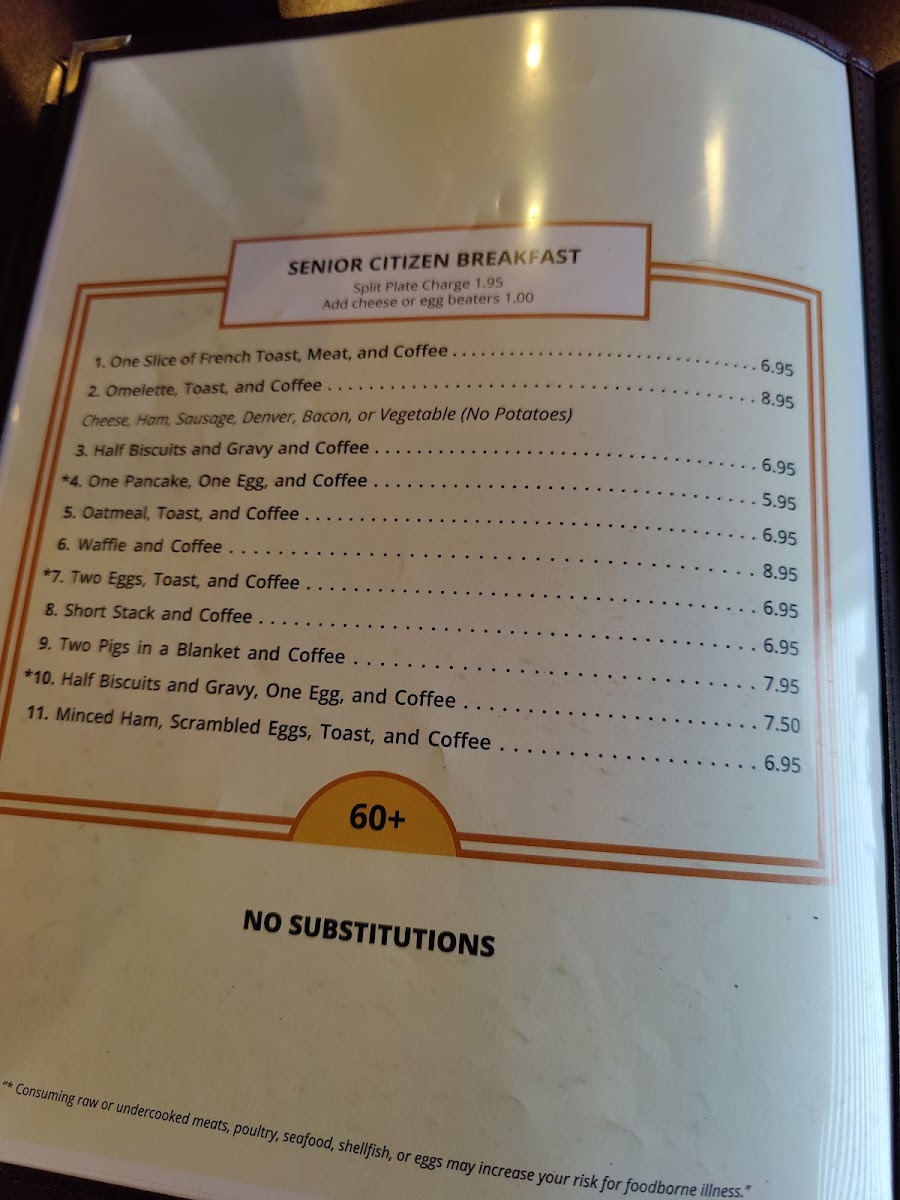 SENIOR CITIZEN BREAKFAST
Split Plate Charge 1.95
Add cheese or egg beaters 1.00
1. One Slice of French Toast, Meat, and Coffee 6.95
2. Omelette, Toast, and Coffee 8.95
Cheese, Ham, Sausage, Denver, Bacon, or Vegetable (No Potatoes)
3. Half Biscuits and Gravy and Coffee 6.95
*4. One Pancake, One Egg, and Coffee 5.95
5. Oatmeal, Toast, and Coffee 6.95
6. Waffle and Coffee 8.95
*7. Two Eggs, Toast, and Coffee 6.95
8. Short Stack and Coffee 6.95
9. Two Pigs in a Blanket and Coffee 7.95
*10. Half Biscuits and Gravy, One Egg, and Coffee 7.50
11. Minced Ham, Scrambled Eggs, Toast, and Coffee 6.95
60+
NO SUBSTITUTIONS
"* Consuming raw or undercooked meats, poultry, seafood, shellfish, or eggs may increase your risk for foodborne illness."